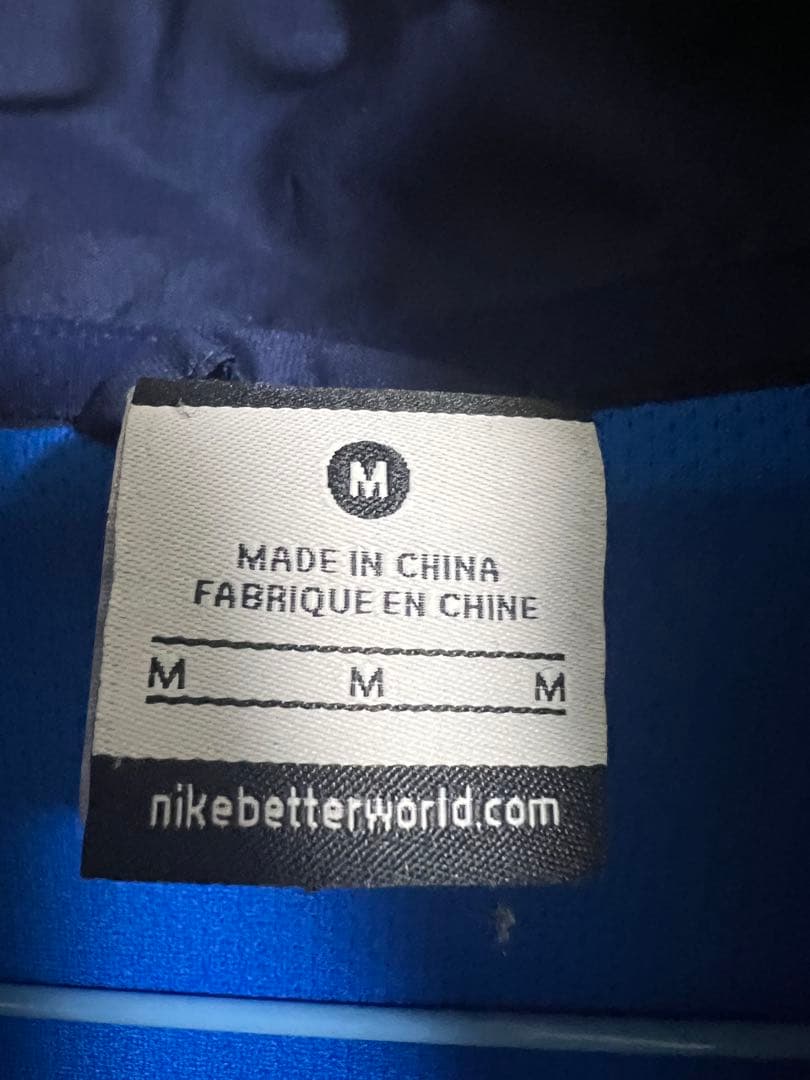 M
MADE IN CHINA
FABRIQUE EN CHINE
M M M
nikebetterworld.com